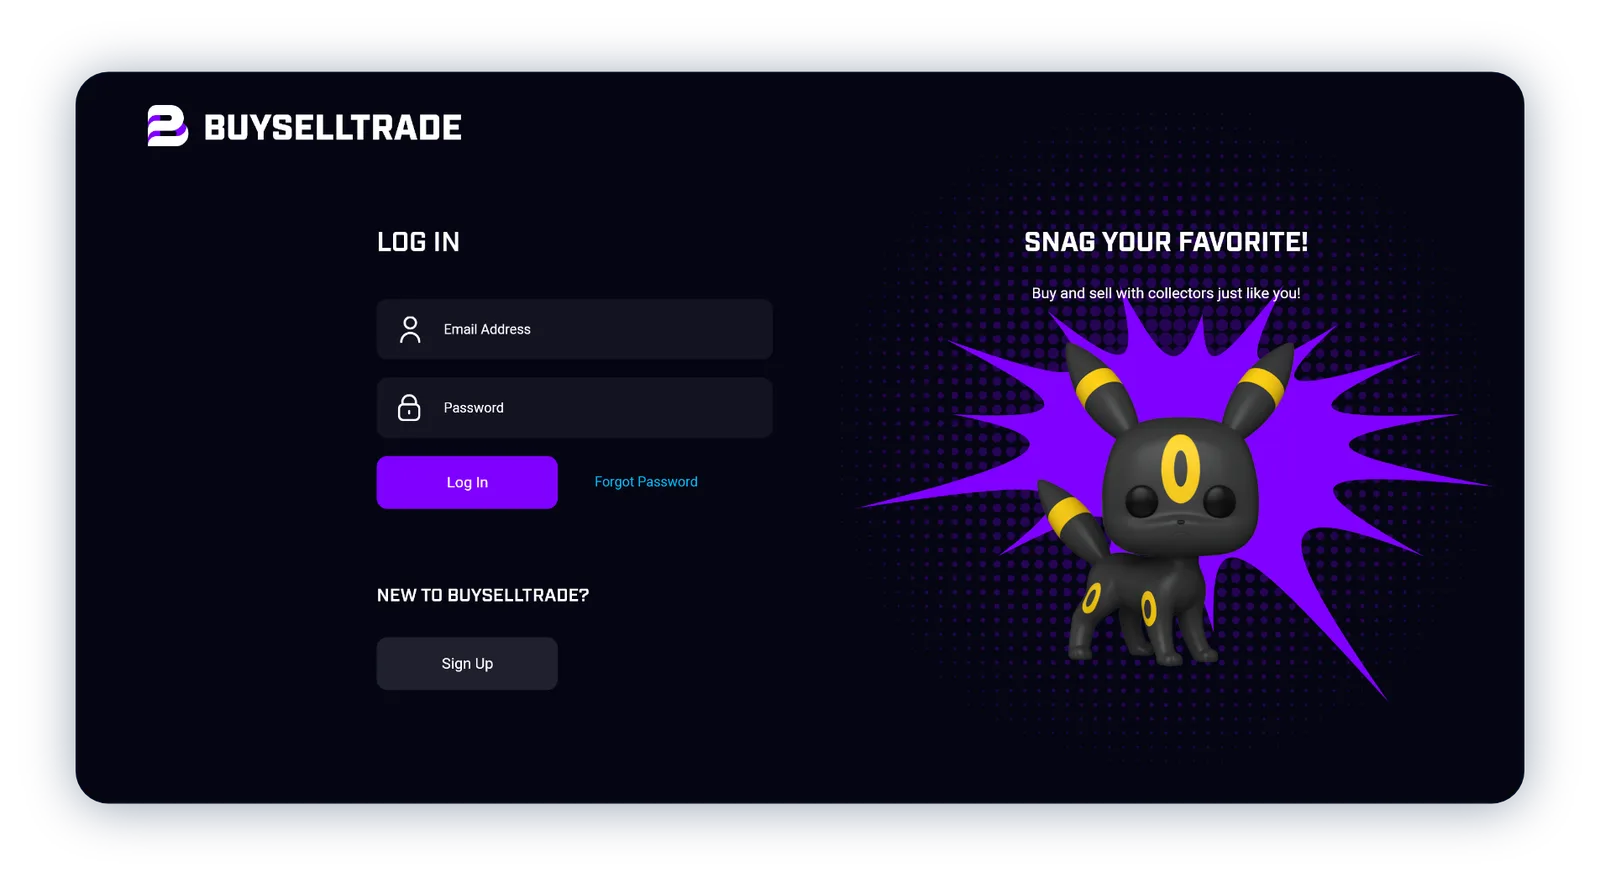 BUYSELLTRADE
LOG IN
Email Address
Password
Log In
Forgot Password
NEW TO BUYSELLTRADE?
Sign Up
SNAG YOUR FAVORITE!
Buy and sell with collectors just like you!